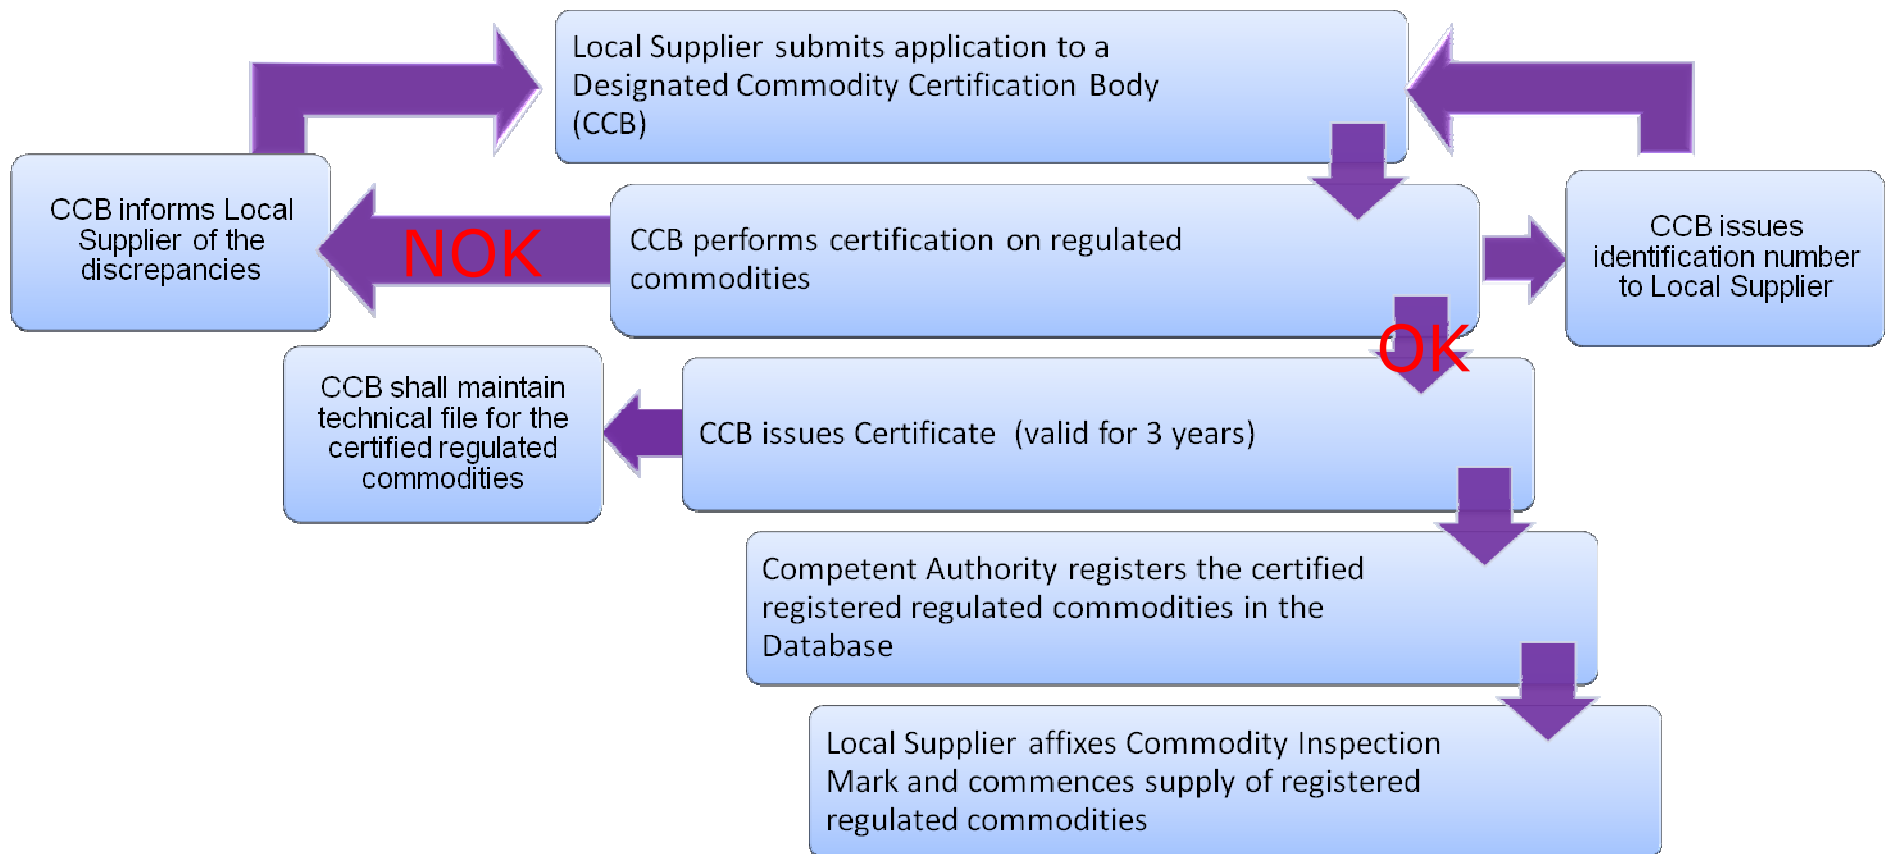 Local Supplier submits application to a
Designated Commodity Certification Body
(CCB)
CCB informs Local
Supplier of the
discrepancies
NOK
CCB performs certification on regulated
commodities
CCB issues
identification number
to Local Supplier
OK
CCB shall maintain
technical file for the
certified regulated
commodities
CCB issues Certificate (valid for 3 years)
Competent Authority registers the certified
registered regulated commodities in the
Database
Local Supplier affixes Commodity Inspection
Mark and commences supply of registered
regulated commodities